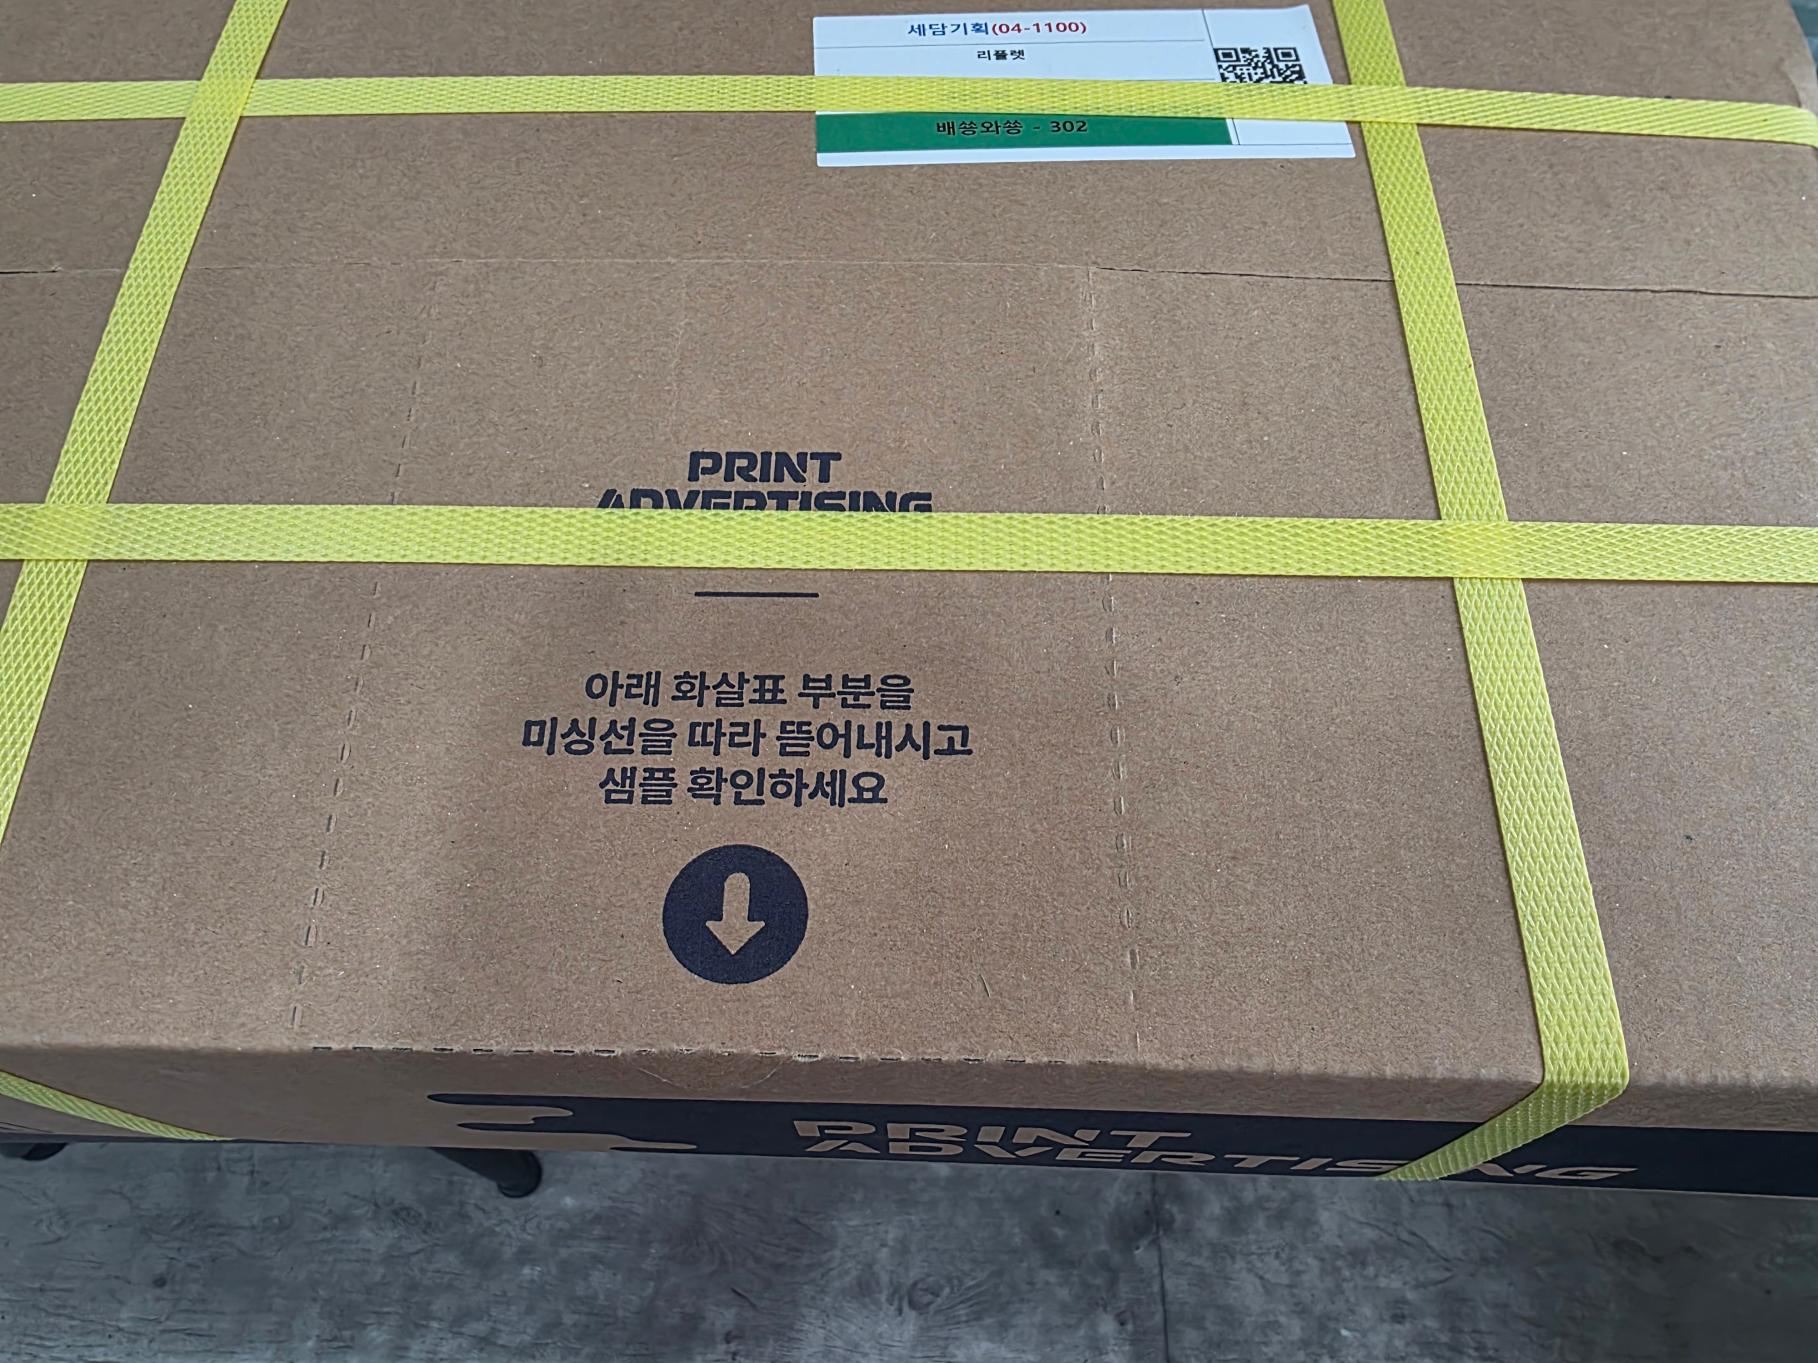 세담기획(04-1100)
리플렛
배쏭와쏭 - 302
PRINT
ADVERTISING
아래 화살표 부분을
미싱선을 따라 뜯어내시고
샘플 확인하세요
PRINT
ADVERTISING